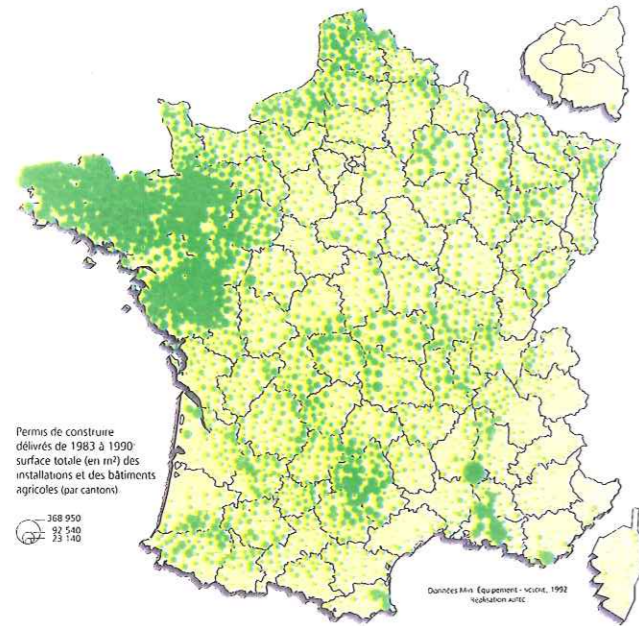 Permis de construire
délivrés de 1983 à 1990:
surface totale (en m²) des
installations et des bâtiments
agricoles (par cantons)
368 950
92 540
23 140
Données Min. Équipement - 1992
Réalisation